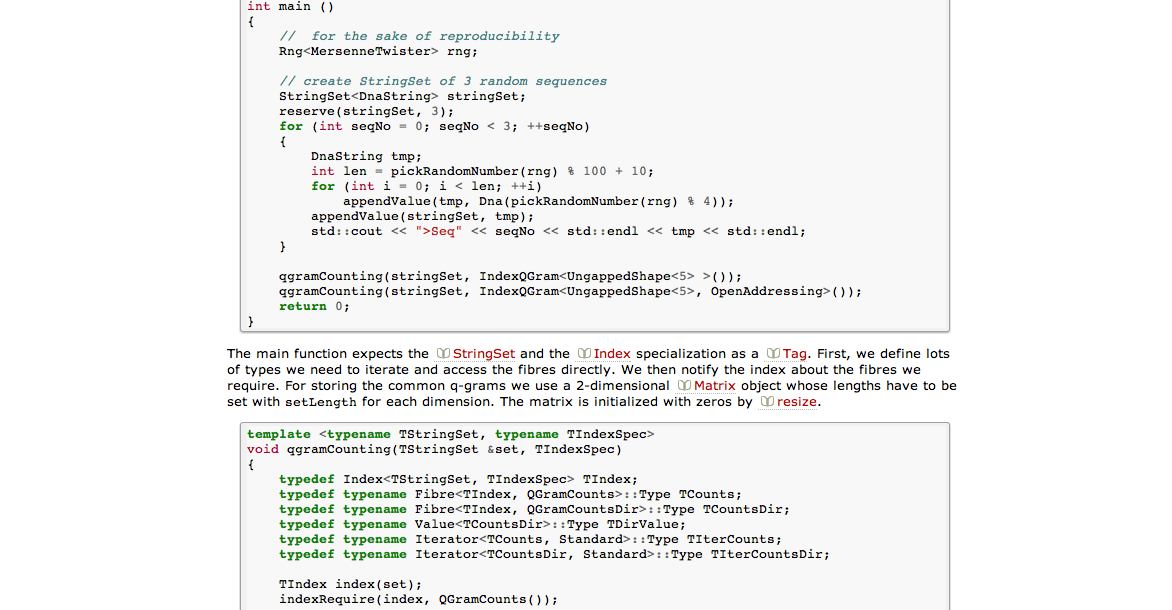 int main ()
{
    //  for the sake of reproducibility
    Rng<MersenneTwister> rng;

    // create StringSet of 3 random sequences
    StringSet<DnaString> stringSet;
    reserve(stringSet, 3);
    for (int seqNo = 0; seqNo < 3; ++seqNo)
    {
        DnaString tmp;
        int len = pickRandomNumber(rng) % 100 + 10;
        for (int i = 0; i < len; ++i)
            appendValue(tmp, Dna(pickRandomNumber(rng) % 4));
        appendValue(stringSet, tmp);
        std::cout << ">Seq" << seqNo << std::endl << tmp << std::endl;
    }

    qgramCounting(stringSet, IndexQGram<UngappedShape<5> >());
    qgramCounting(stringSet, IndexQGram<UngappedShape<5>, OpenAddressing>());
    return 0;
}
The main function expects the StringSet and the Index specialization as a Tag. First, we define lots
of types we need to iterate and access the fibres directly. We then notify the index about the fibres we
require. For storing the common q-grams we use a 2-dimensional Matrix object whose lengths have to be
set with setLength for each dimension. The matrix is initialized with zeros by resize.
template <typename TStringSet, typename TIndexSpec>
void qgramCounting(TStringSet &set, TIndexSpec)
{
    typedef Index<TStringSet, TIndexSpec> TIndex;
    typedef typename Fibre<TIndex, QGramCounts>::Type TCounts;
    typedef typename Fibre<TIndex, QGramCountsDir>::Type TCountsDir;
    typedef typename Value<TCountsDir>::Type TDirValue;
    typedef typename Iterator<TCounts, Standard>::Type TIterCounts;
    typedef typename Iterator<TCountsDir, Standard>::Type TIterCountsDir;

    TIndex index(set);
    indexRequire(index, QGramCounts());